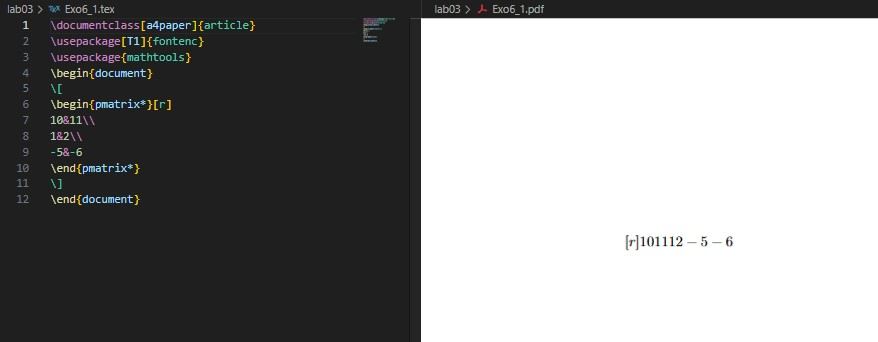 lab03 > TeX Exo6_1.tex
1 \documentclass[a4paper]{article}
2 \usepackage[T1]{fontenc}
3 \usepackage{mathtools}
4 \begin{document}
5 \[
6 \begin{pmatrix*}[r]
7 10&11\\
8 1&2\\
9 -5&-6
10 \end{pmatrix*}
11 \]
12 \end{document}
lab03 > Exo6_1.pdf
[r]101112 − 5 − 6